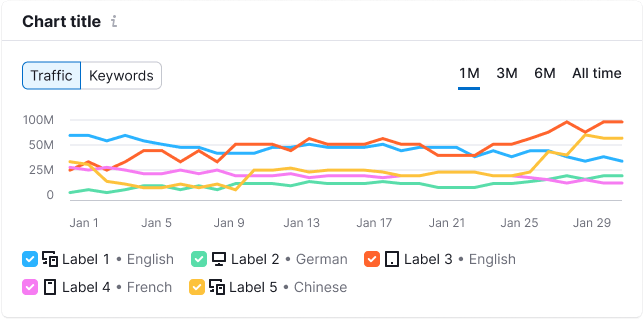 Chart title
Traffic Keywords 1M 3M 6M All time
100M
50M
25M
0
Jan 1 Jan 5 Jan 9 Jan 13 Jan 17 Jan 21 Jan 25 Jan 29
Label 1 • English Label 2 • German Label 3 • English
Label 4 • French Label 5 • Chinese